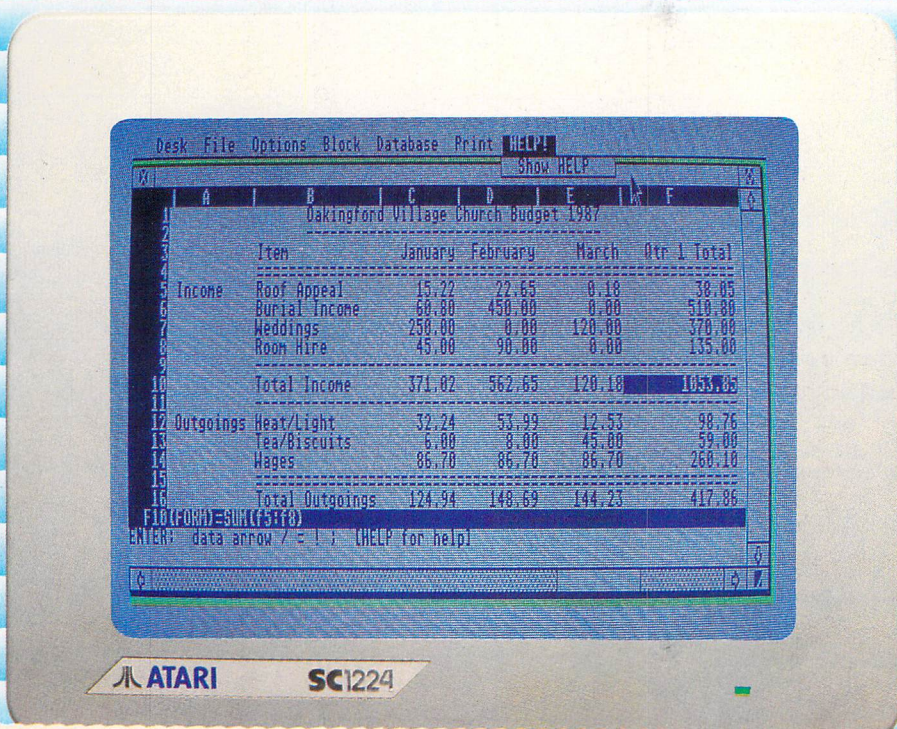 Desk File Options Block Database Print HELP!
Show HELP
A B C D E F
1 Oakingford Village Church Budget 1987
2
3 Item January February March Qtr 1 Total
4
5 Income Roof Appeal 15.22 22.65 0.18 38.05
6 Burial Income 60.80 450.00 0.00 510.80
7 Weddings 250.00 0.00 120.00 370.00
8 Room Hire 45.00 90.00 0.00 135.00
9
10 Total Income 371.02 562.65 120.18 1053.85
11
12 Outgoings Heat/Light 32.24 53.99 12.53 98.76
13 Tea/Biscuits 6.00 8.00 45.00 59.00
14 Wages 86.70 86.70 86.70 260.10
15
16 Total Outgoings 124.94 148.69 144.23 417.86
F10(FORM)=SUM(f5:f8)
ENTER: data arrow / = ! ; [HELP for help]
ATARI SC1224